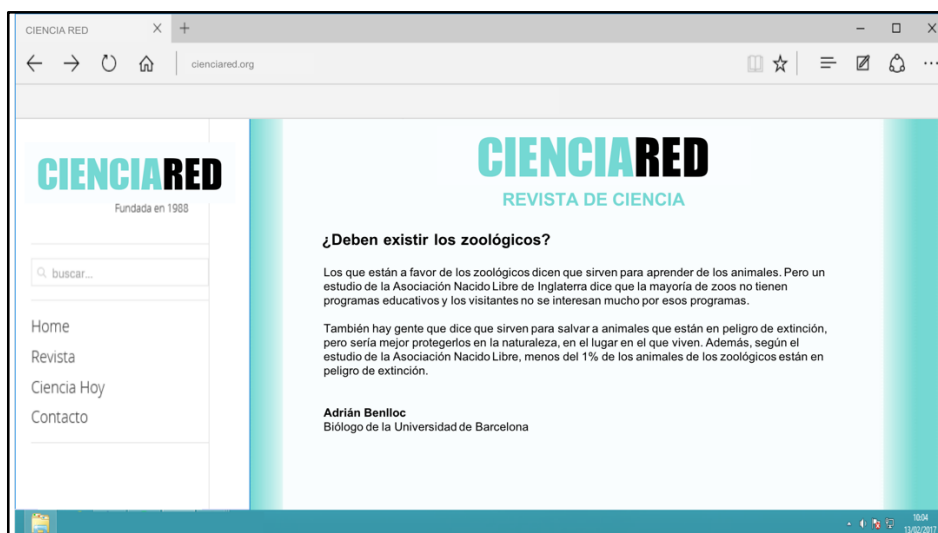 CIENCIA RED
cienciared.org
CIENCIARED
Fundada en 1988
buscar...
Home
Revista
Ciencia Hoy
Contacto
CIENCIARED
REVISTA DE CIENCIA
¿Deben existir los zoológicos?
Los que están a favor de los zoológicos dicen que sirven para aprender de los animales. Pero un
estudio de la Asociación Nacido Libre de Inglaterra dice que la mayoría de zoos no tienen
programas educativos y los visitantes no se interesan mucho por esos programas.
También hay gente que dice que sirven para salvar a animales que están en peligro de extinción,
pero sería mejor protegerlos en la naturaleza, en el lugar en el que viven. Además, según el
estudio de la Asociación Nacido Libre, menos del 1% de los animales de los zoológicos están en
peligro de extinción.
Adrián Benlloc
Biólogo de la Universidad de Barcelona
10:04
13/02/2017